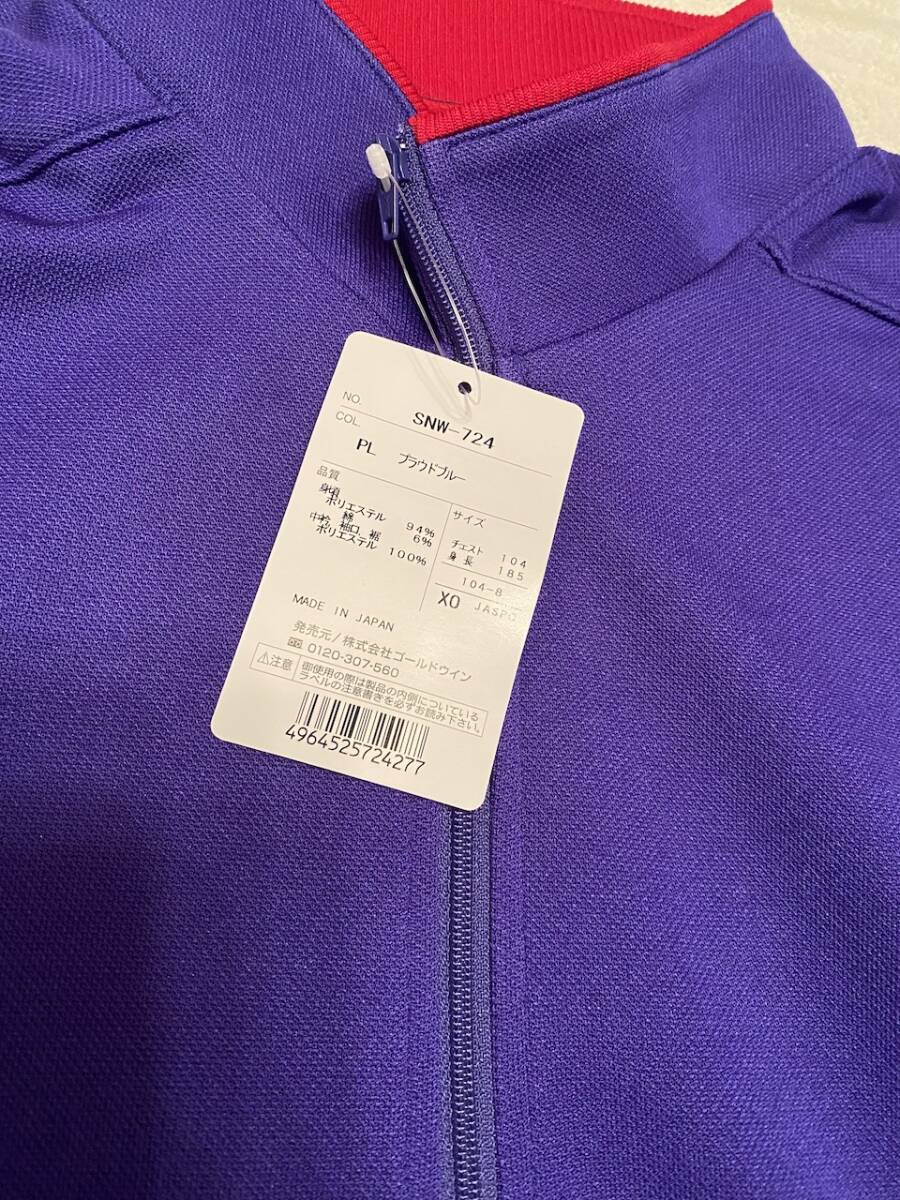 NO. SNW-724
COL.
PL プラウドブルー
品質
身頃
ポリエステル 94%
綿 6%
中衿、袖口、裾
ポリエステル 100%
サイズ
チェスト 104
身長 185
104-8
XO JASPO
MADE IN JAPAN
発売元/株式会社ゴールドウイン
0120-307-560
⚠注意
御使用の際は製品の内側についている
ラベルの注意書きを必ずお読み下さい。
4964525724277